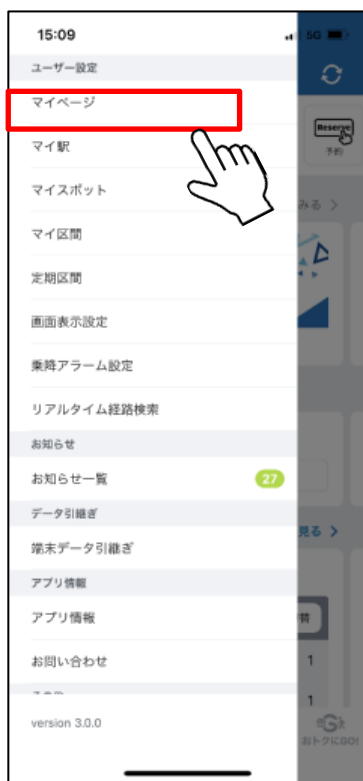 15:09
5G
ユーザー設定
マイページ
Reserve
予約
マイ駅
マイスポット
みる >
マイ区間
定期区間
画面表示設定
乗降アラーム設定
リアルタイム経路検索
お知らせ
お知らせ一覧 27
データ引継ぎ
見る >
端末データ引継ぎ
アプリ情報
アプリ情報
替
お問い合わせ
1
1
version 3.0.0
おトクにGO!